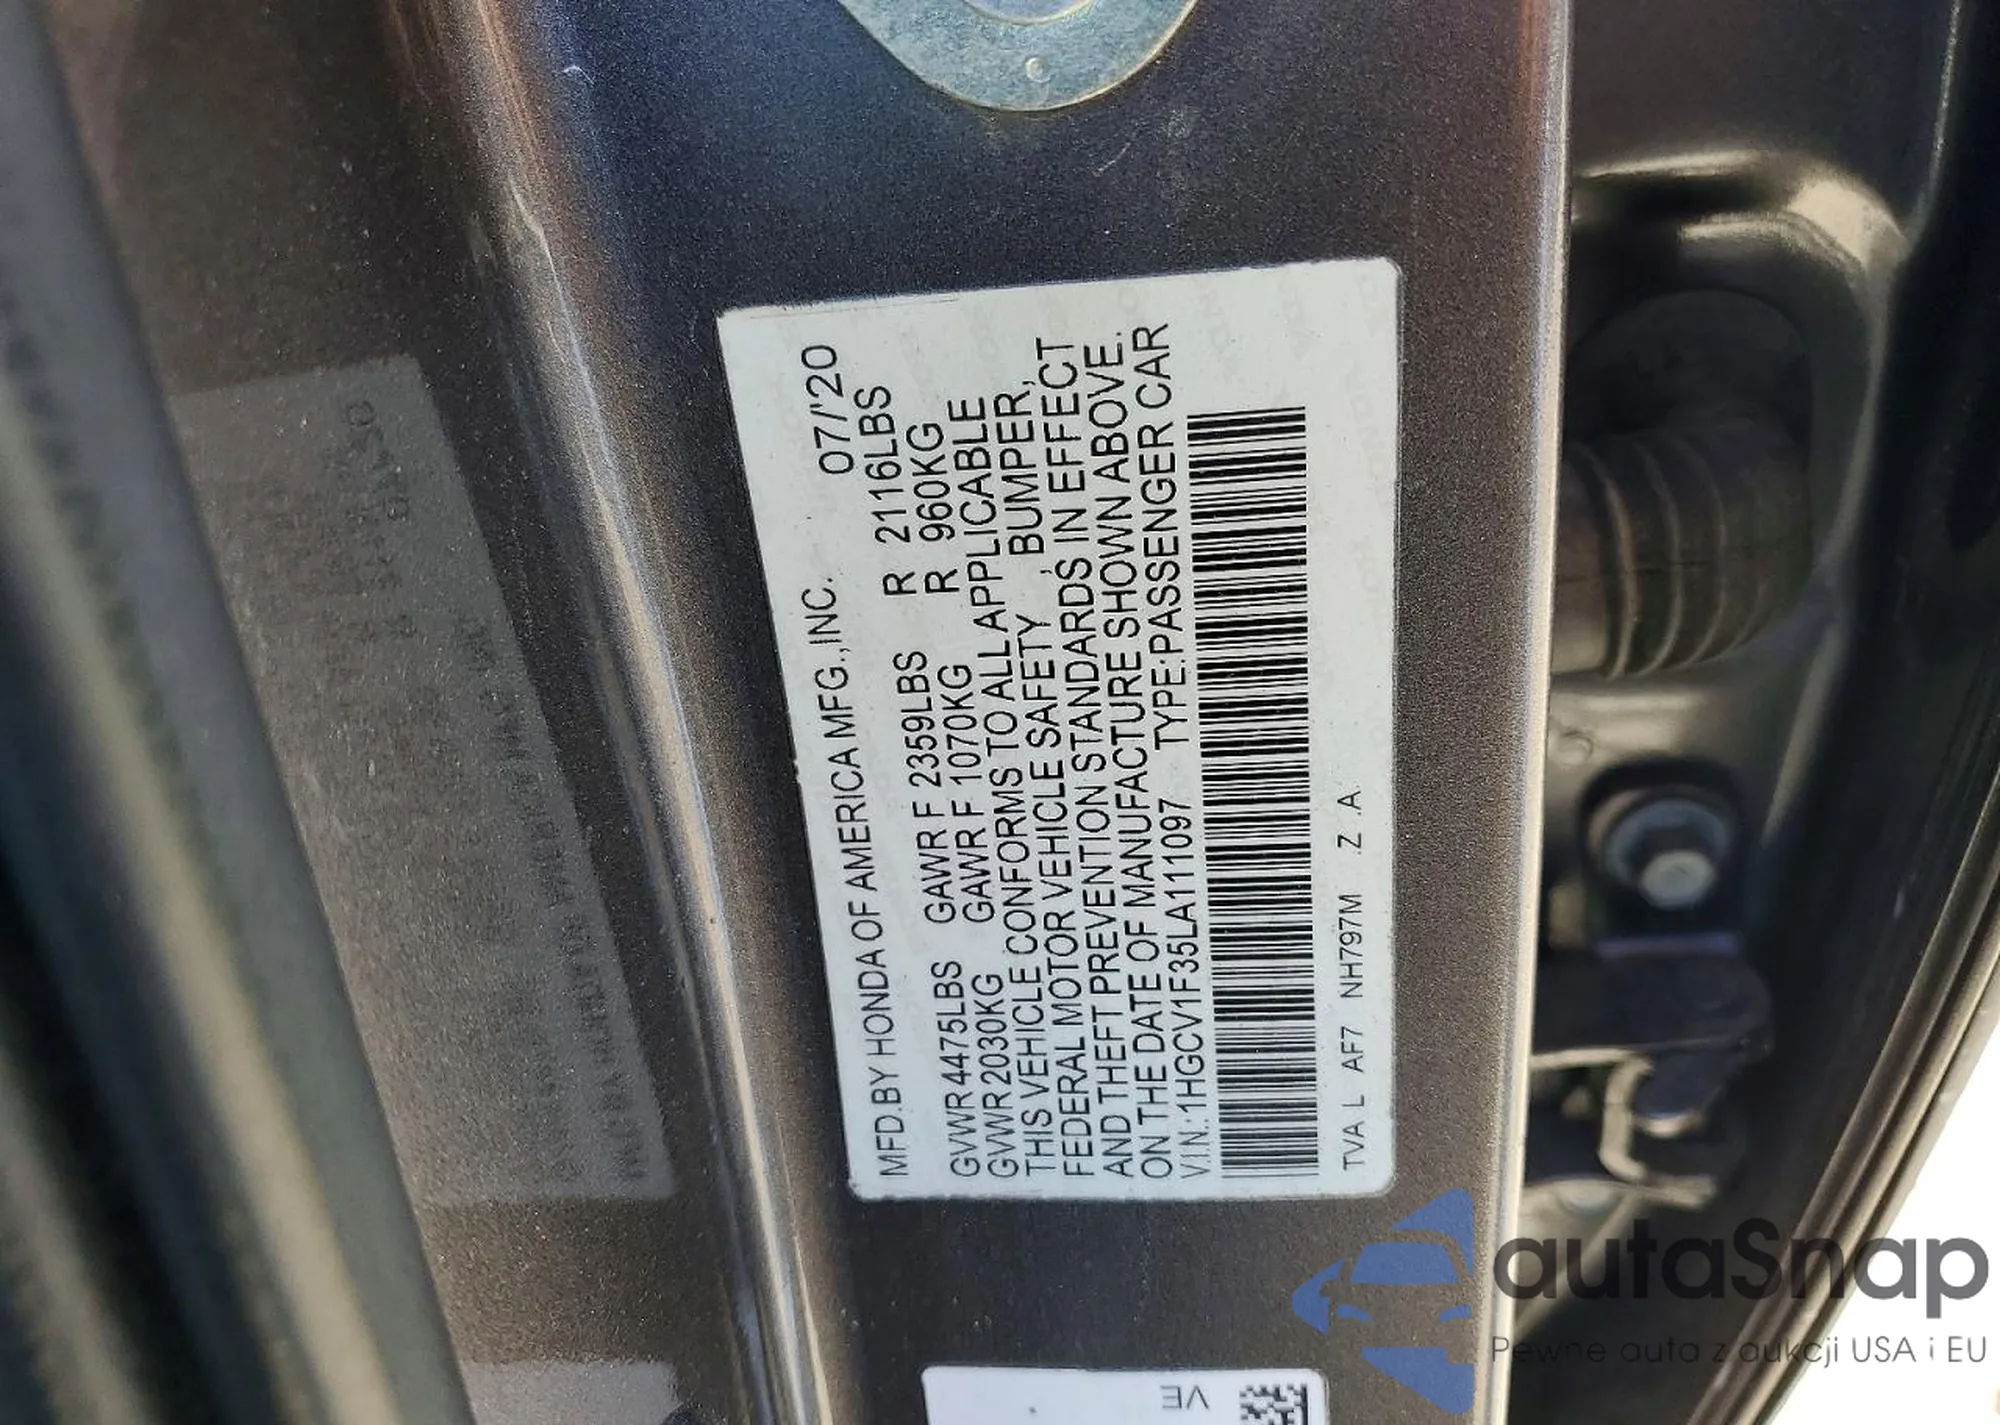 MFD.BY HONDA OF AMERICA MFG.,INC. 07/'20
GVWR 4475LBS GAWR F 2359LBS R 2116LBS
GVWR 2030KG GAWR F 1070KG R 960KG
THIS VEHICLE CONFORMS TO ALL APPLICABLE
FEDERAL MOTOR VEHICLE SAFETY , BUMPER,
AND THEFT PREVENTION STANDARDS IN EFFECT
ON THE DATE OF MANUFACTURE SHOWN ABOVE.
V.I.N.:1HGCV1F35LA111097 TYPE:PASSENGER CAR
TVA L AF7 NH797M .Z .A.
VE
autaSnap
Pewne auta z aukcji USA i EU